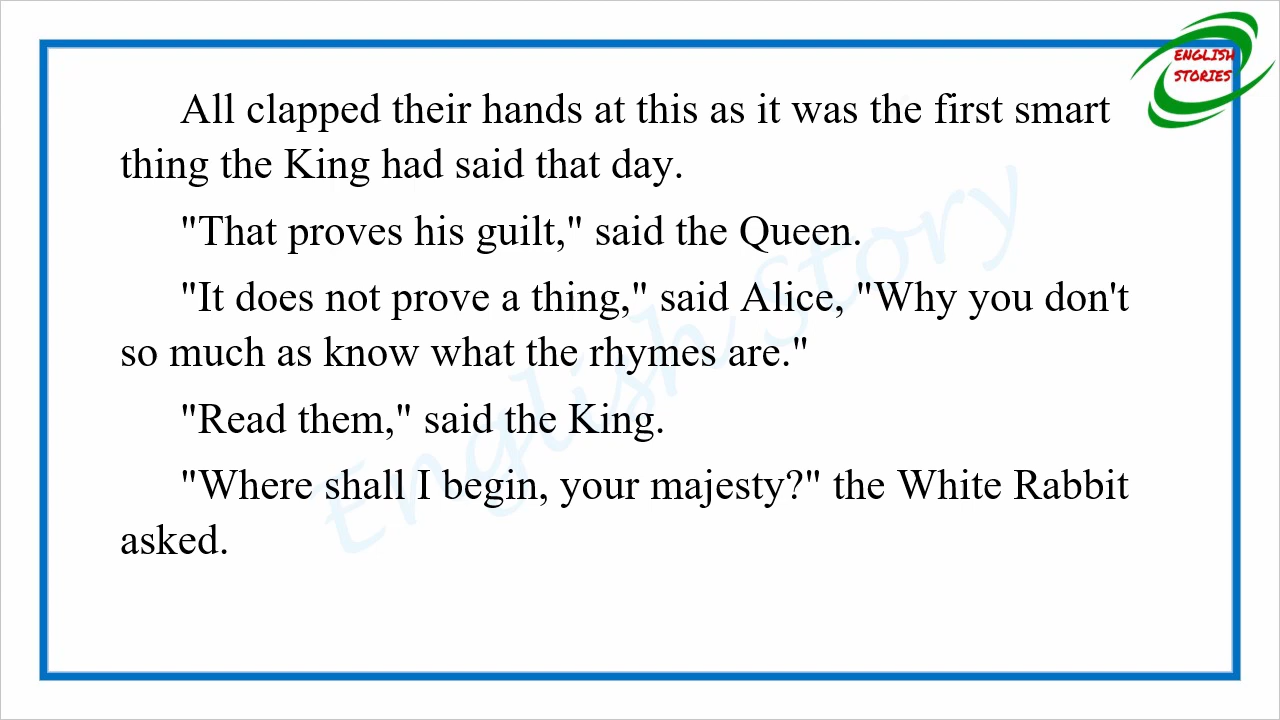 ENGLISH
STORIES
All clapped their hands at this as it was the first smart
thing the King had said that day.
"That proves his guilt," said the Queen.
"It does not prove a thing," said Alice, "Why you don't
so much as know what the rhymes are."
"Read them," said the King.
"Where shall I begin, your majesty?" the White Rabbit
asked.
English Story